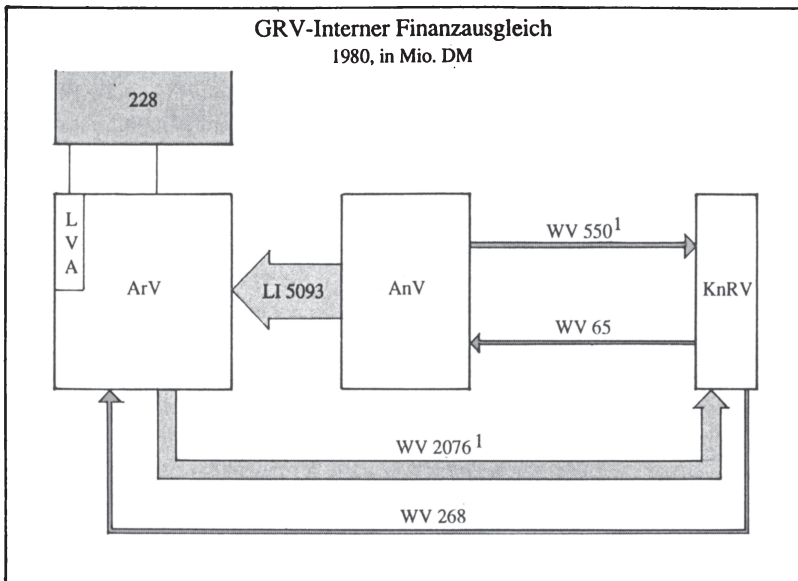 GRV-Interner Finanzausgleich
1980, in Mio. DM
228
L
V
A
ArV
LI 5093
AnV
WV 550¹
KnRV
WV 65
WV 2076¹
WV 268